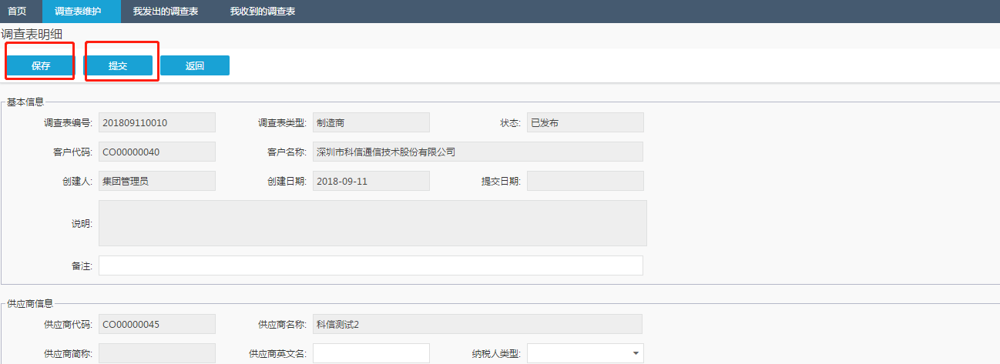 首页 调查表维护 我发出的调查表 我收到的调查表
调查表明细
保存 提交 返回
基本信息
调查表编号: 201809110010 调查表类型: 制造商 状态: 已发布
客户代码: CO00000040 客户名称: 深圳市科信通信技术股份有限公司
创建人: 集团管理员 创建日期: 2018-09-11 提交日期:
说明:
备注:
供应商信息
供应商代码: CO00000045 供应商名称: 科信测试2
供应商简称: 供应商英文名: 纳税人类型: